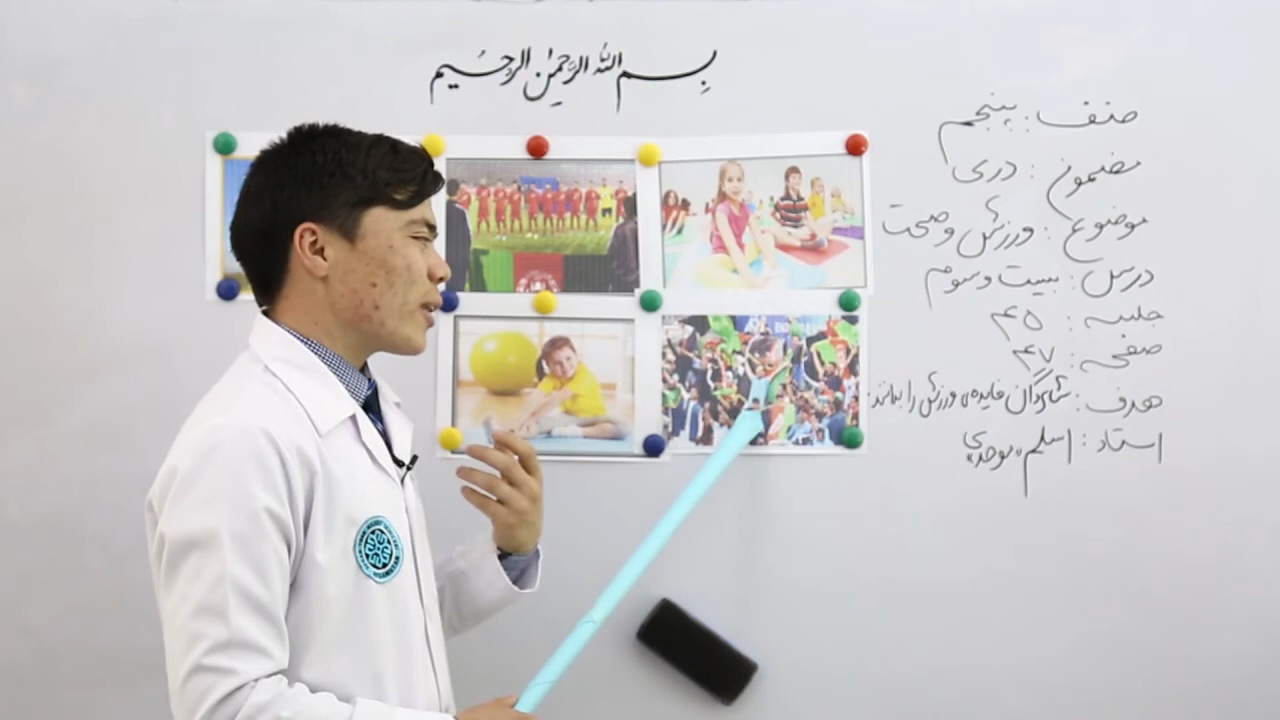 بسم الله الرحمن الرحیم
صنف: پنجم
مضمون: دری
موضوع: ورزش و صحت
درس: بیست و سوم
جلسه: ۴۵
صفحه: ۴۷
هدف: شاگردان فایده‌ی ورزش را بدانند.
استاد: اسلم «موحدی»